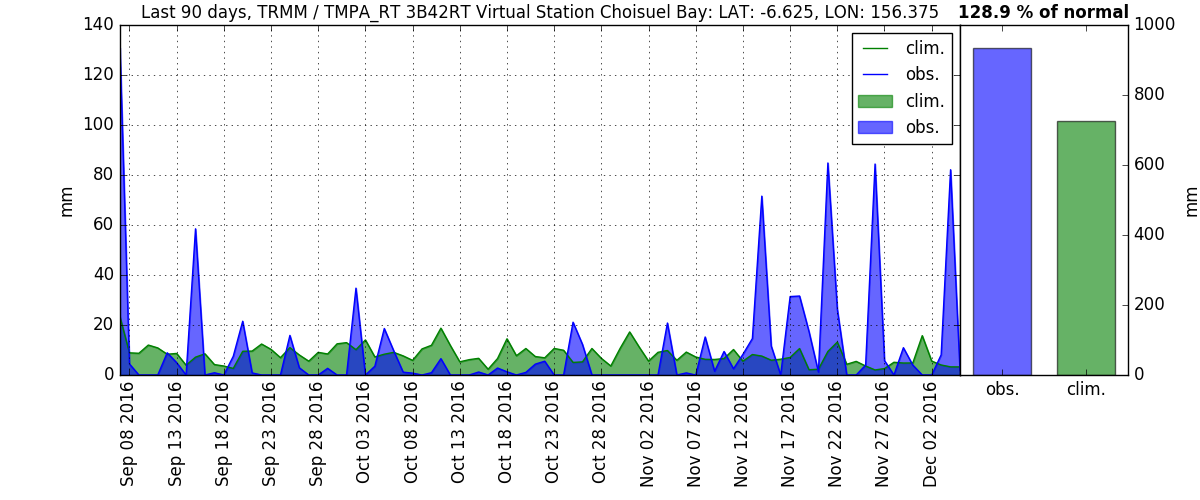 Last 90 days, TRMM / TMPA_RT 3B42RT Virtual Station Choisuel Bay: LAT: -6.625, LON: 156.375
128.9 % of normal
mm
140
120
100
80
60
40
20
0
clim.
obs.
clim.
obs.
Sep 08 2016
Sep 13 2016
Sep 18 2016
Sep 23 2016
Sep 28 2016
Oct 03 2016
Oct 08 2016
Oct 13 2016
Oct 18 2016
Oct 23 2016
Oct 28 2016
Nov 02 2016
Nov 07 2016
Nov 12 2016
Nov 17 2016
Nov 22 2016
Nov 27 2016
Dec 02 2016
1000
800
600
400
200
0
mm
obs.
clim.